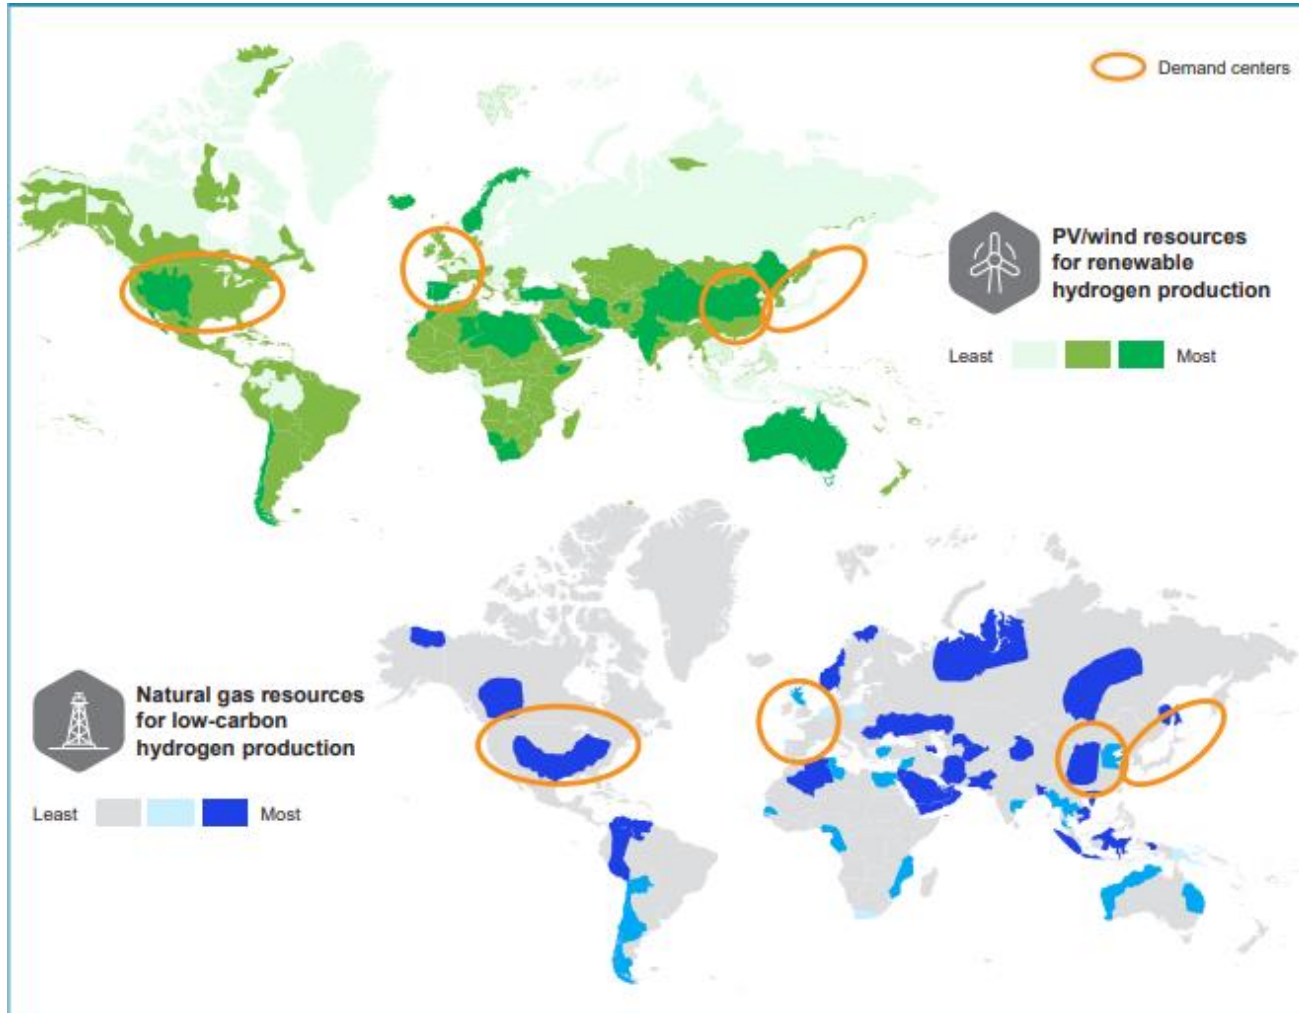 Demand centers
PV/wind resources
for renewable
hydrogen production
Least
Most
Natural gas resources
for low-carbon
hydrogen production
Least
Most